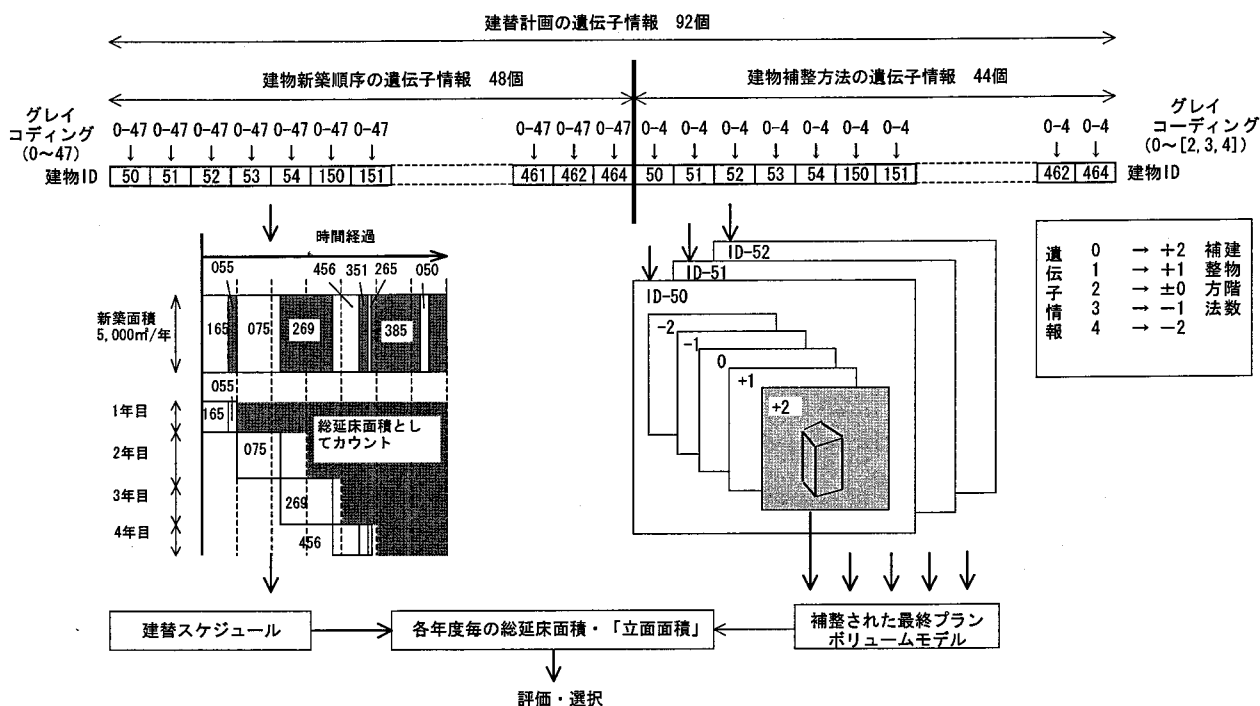 建替計画の遺伝子情報 92個
建物新築順序の遺伝子情報 48個
建物補整方法の遺伝子情報 44個
グレイ
コディング
(0~47)
0-47 0-47 0-47 0-47 0-47 0-47 0-47 0-47 0-47 0-47 0-4 0-4 0-4 0-4 0-4 0-4 0-4 0-4 0-4
グレイ
コーディング
(0~[2,3,4])
建物ID 50 51 52 53 54 150 151 461 462 464 50 51 52 53 54 150 151 462 464 建物ID
時間経過
055 456 351 265 050
新築面積
5,000㎡/年
165 075 269 385
055
1年目 165
総延床面積とし
てカウント
2年目 075
3年目 269
4年目 456
ID-52
ID-51
ID-50
-2
-1
0
+1
+2
遺伝子情報
0 → +2
1 → +1
2 → ±0
3 → -1
4 → -2
補整方法
建物階数
建替スケジュール
各年度毎の総延床面積・「立面面積」
補整された最終プラン
ボリュームモデル
評価・選択